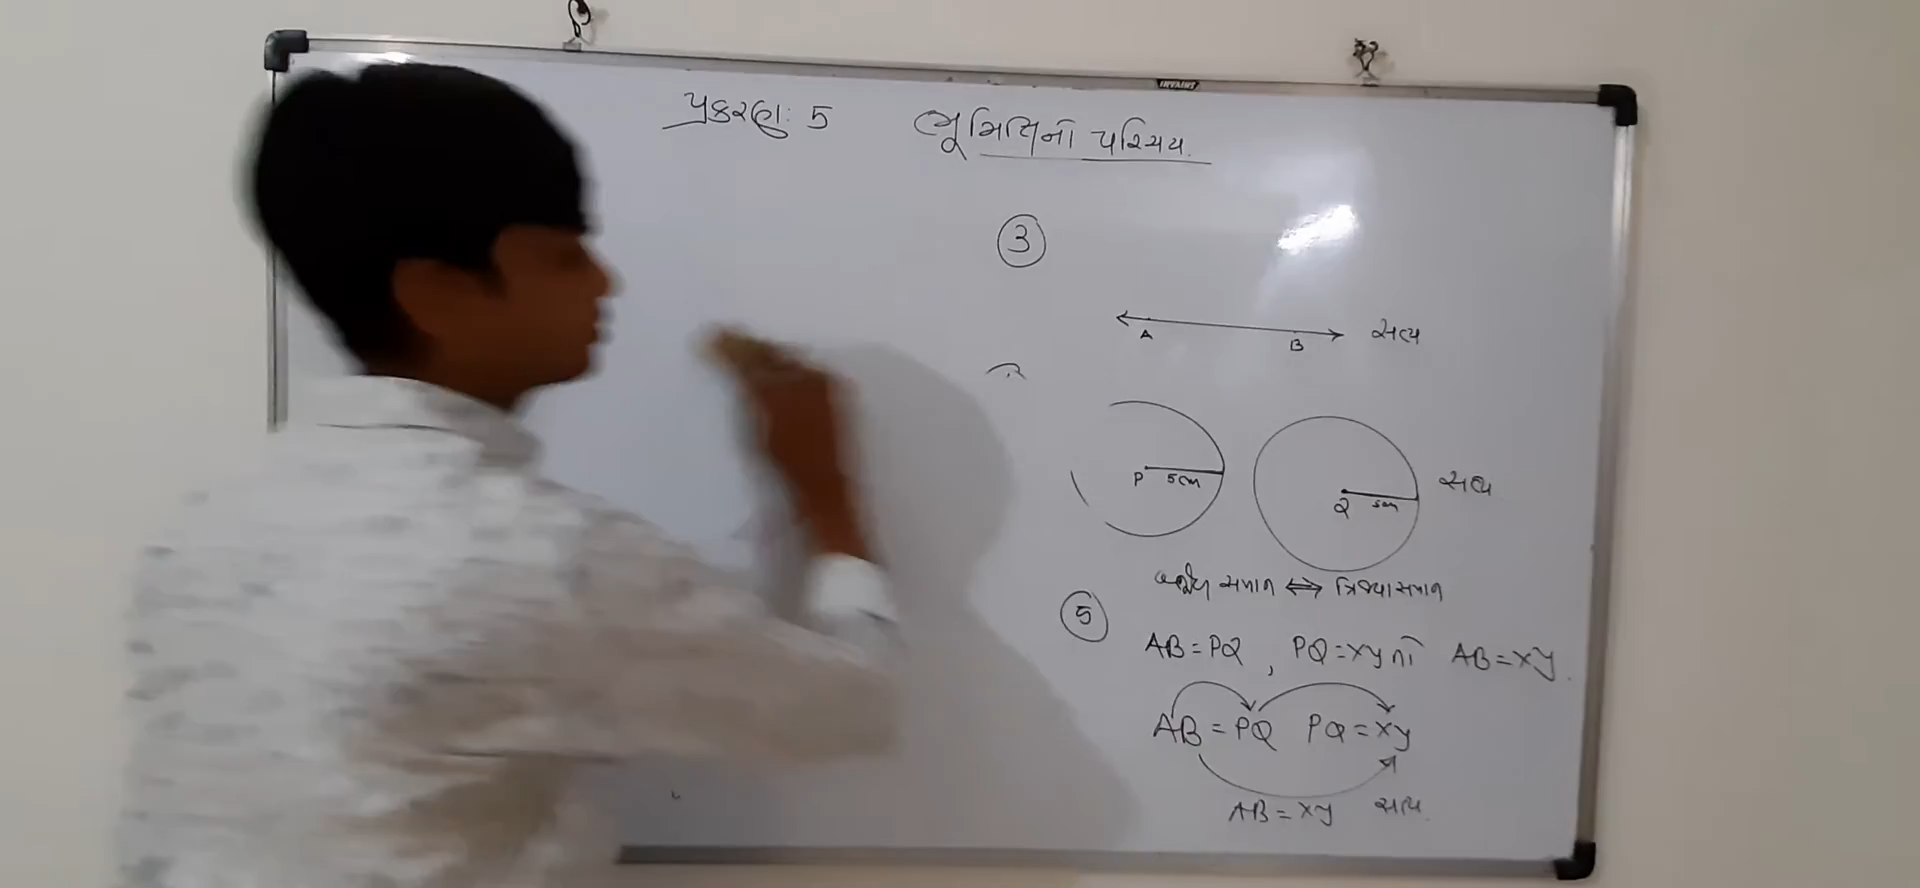 પ્રકરણ: 5 ભૂમિતિનો પરિચય.
3
A B સત્ય
P 5cm Q 5cm સત્ય
વર્તુળ સમાન ⇔ ત્રિજ્યા સમાન
5
AB = PQ , PQ = XY તો AB = XY.
AB = PQ PQ = XY
AB = XY સત્ય.